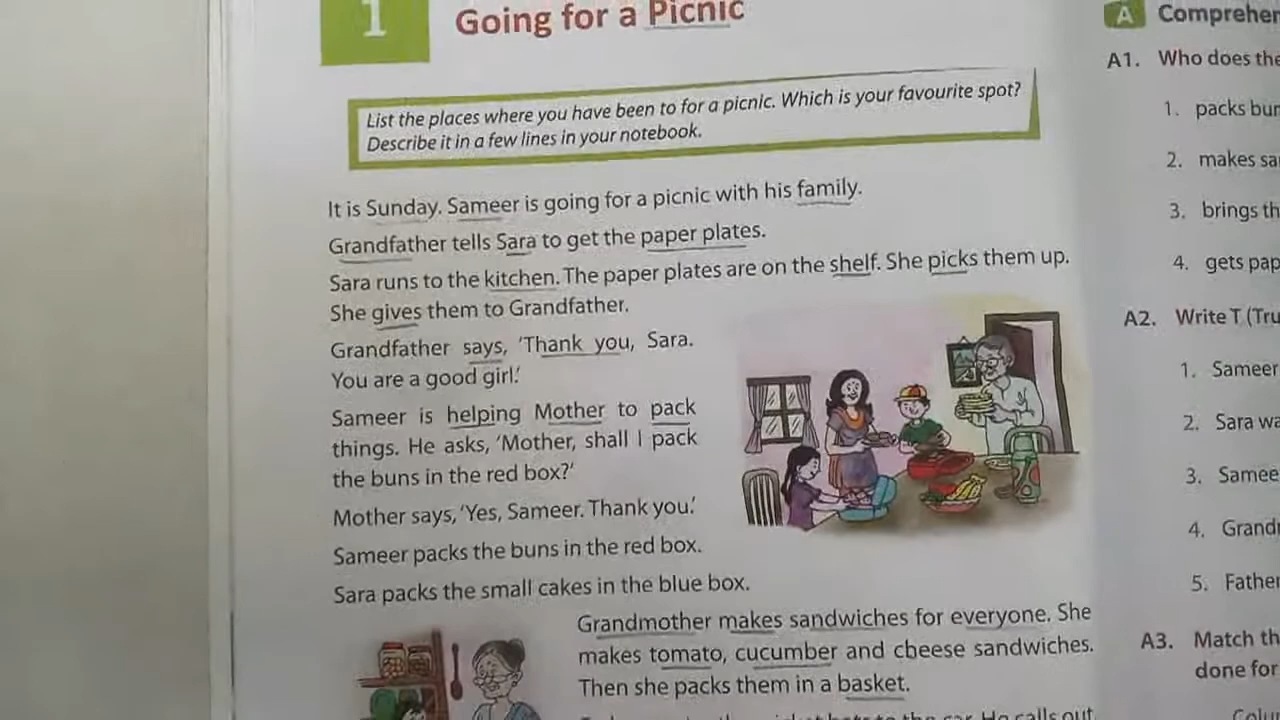 1
Going for a Picnic
List the places where you have been to for a picnic. Which is your favourite spot?
Describe it in a few lines in your notebook.
It is Sunday. Sameer is going for a picnic with his family.
Grandfather tells Sara to get the paper plates.
Sara runs to the kitchen. The paper plates are on the shelf. She picks them up.
She gives them to Grandfather.
Grandfather says, ‘Thank you, Sara.
You are a good girl.’
Sameer is helping Mother to pack
things. He asks, ‘Mother, shall I pack
the buns in the red box?’
Mother says, ‘Yes, Sameer. Thank you.’
Sameer packs the buns in the red box.
Sara packs the small cakes in the blue box.
Grandmother makes sandwiches for everyone. She
makes tomato, cucumber and cheese sandwiches.
Then she packs them in a basket.
to the car. He calls out
A
A1. Who does the
1. packs bun
2. makes sa
3. brings th
4. gets pap
A2. Write T (Tru
1. Sameer
2. Sara wa
3. Samee
4. Grand
5. Father
A3. Match th
done for